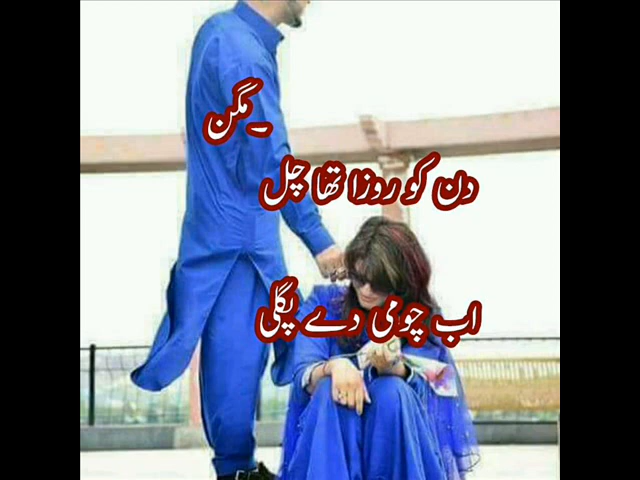 ۔مگن
دن کو روزا تھا چل
اب چومی دے پگلی